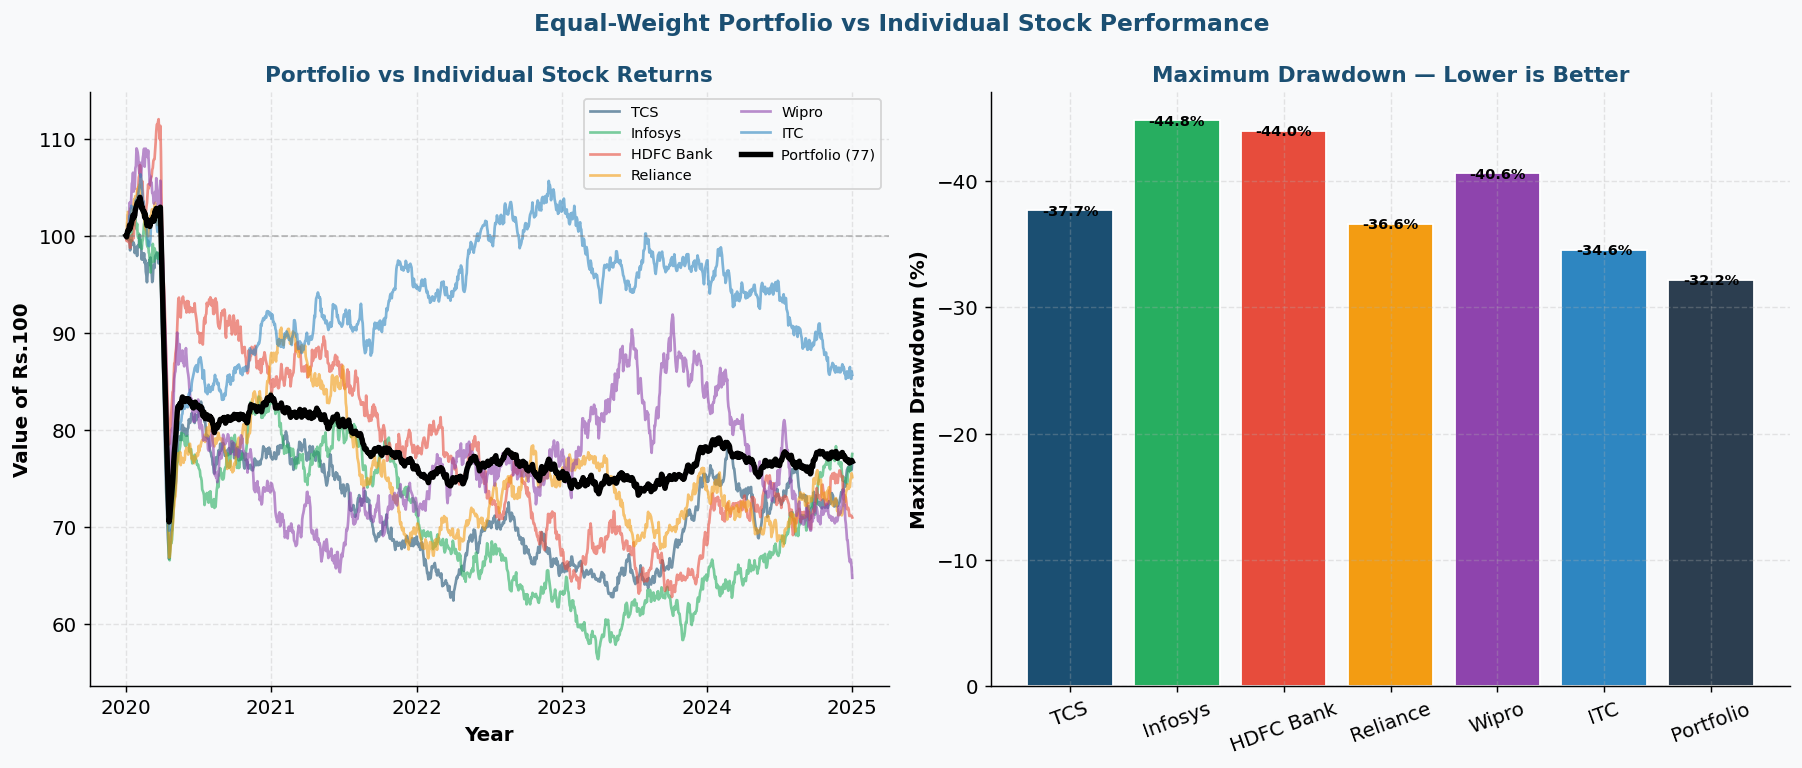 Equal-Weight Portfolio vs Individual Stock Performance
Portfolio vs Individual Stock Returns
TCS
Infosys
HDFC Bank
Reliance
Wipro
ITC
Portfolio (77)
Value of Rs.100
110
100
90
80
70
60
2020 2021 2022 2023 2024 2025
Year
Maximum Drawdown — Lower is Better
Maximum Drawdown (%)
−40
−30
−20
−10
0
-37.7%
-44.8%
-44.0%
-36.6%
-40.6%
-34.6%
-32.2%
TCS Infosys HDFC Bank Reliance Wipro ITC Portfolio